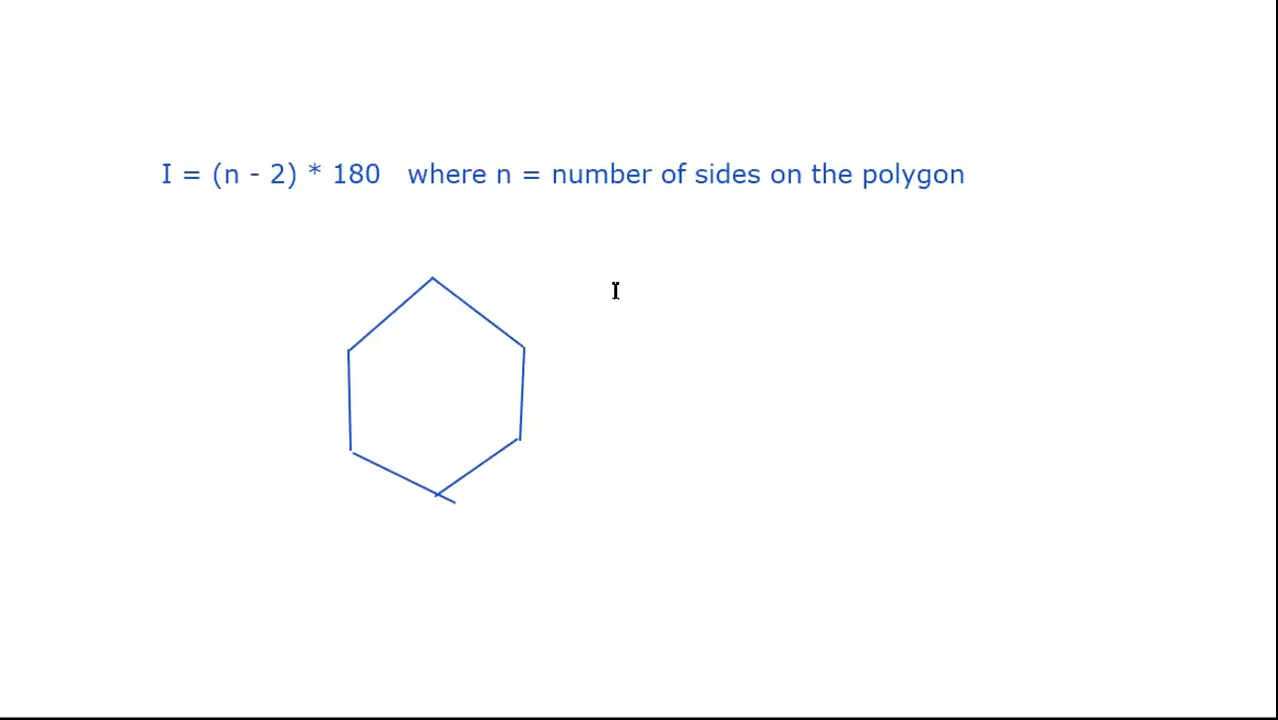 I = (n - 2) * 180 where n = number of sides on the polygon